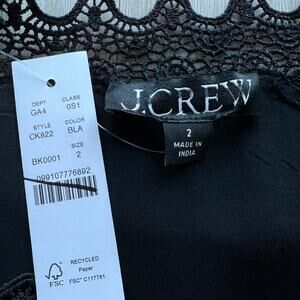 DEPT CLASS
GA4 0S1
STYLE COLOR
CK822 BLA
SIZE
BK0001 2
099107776892
RECYCLED
Paper
FSC FSC® C117781
J.CREW
2
MADE IN
INDIA